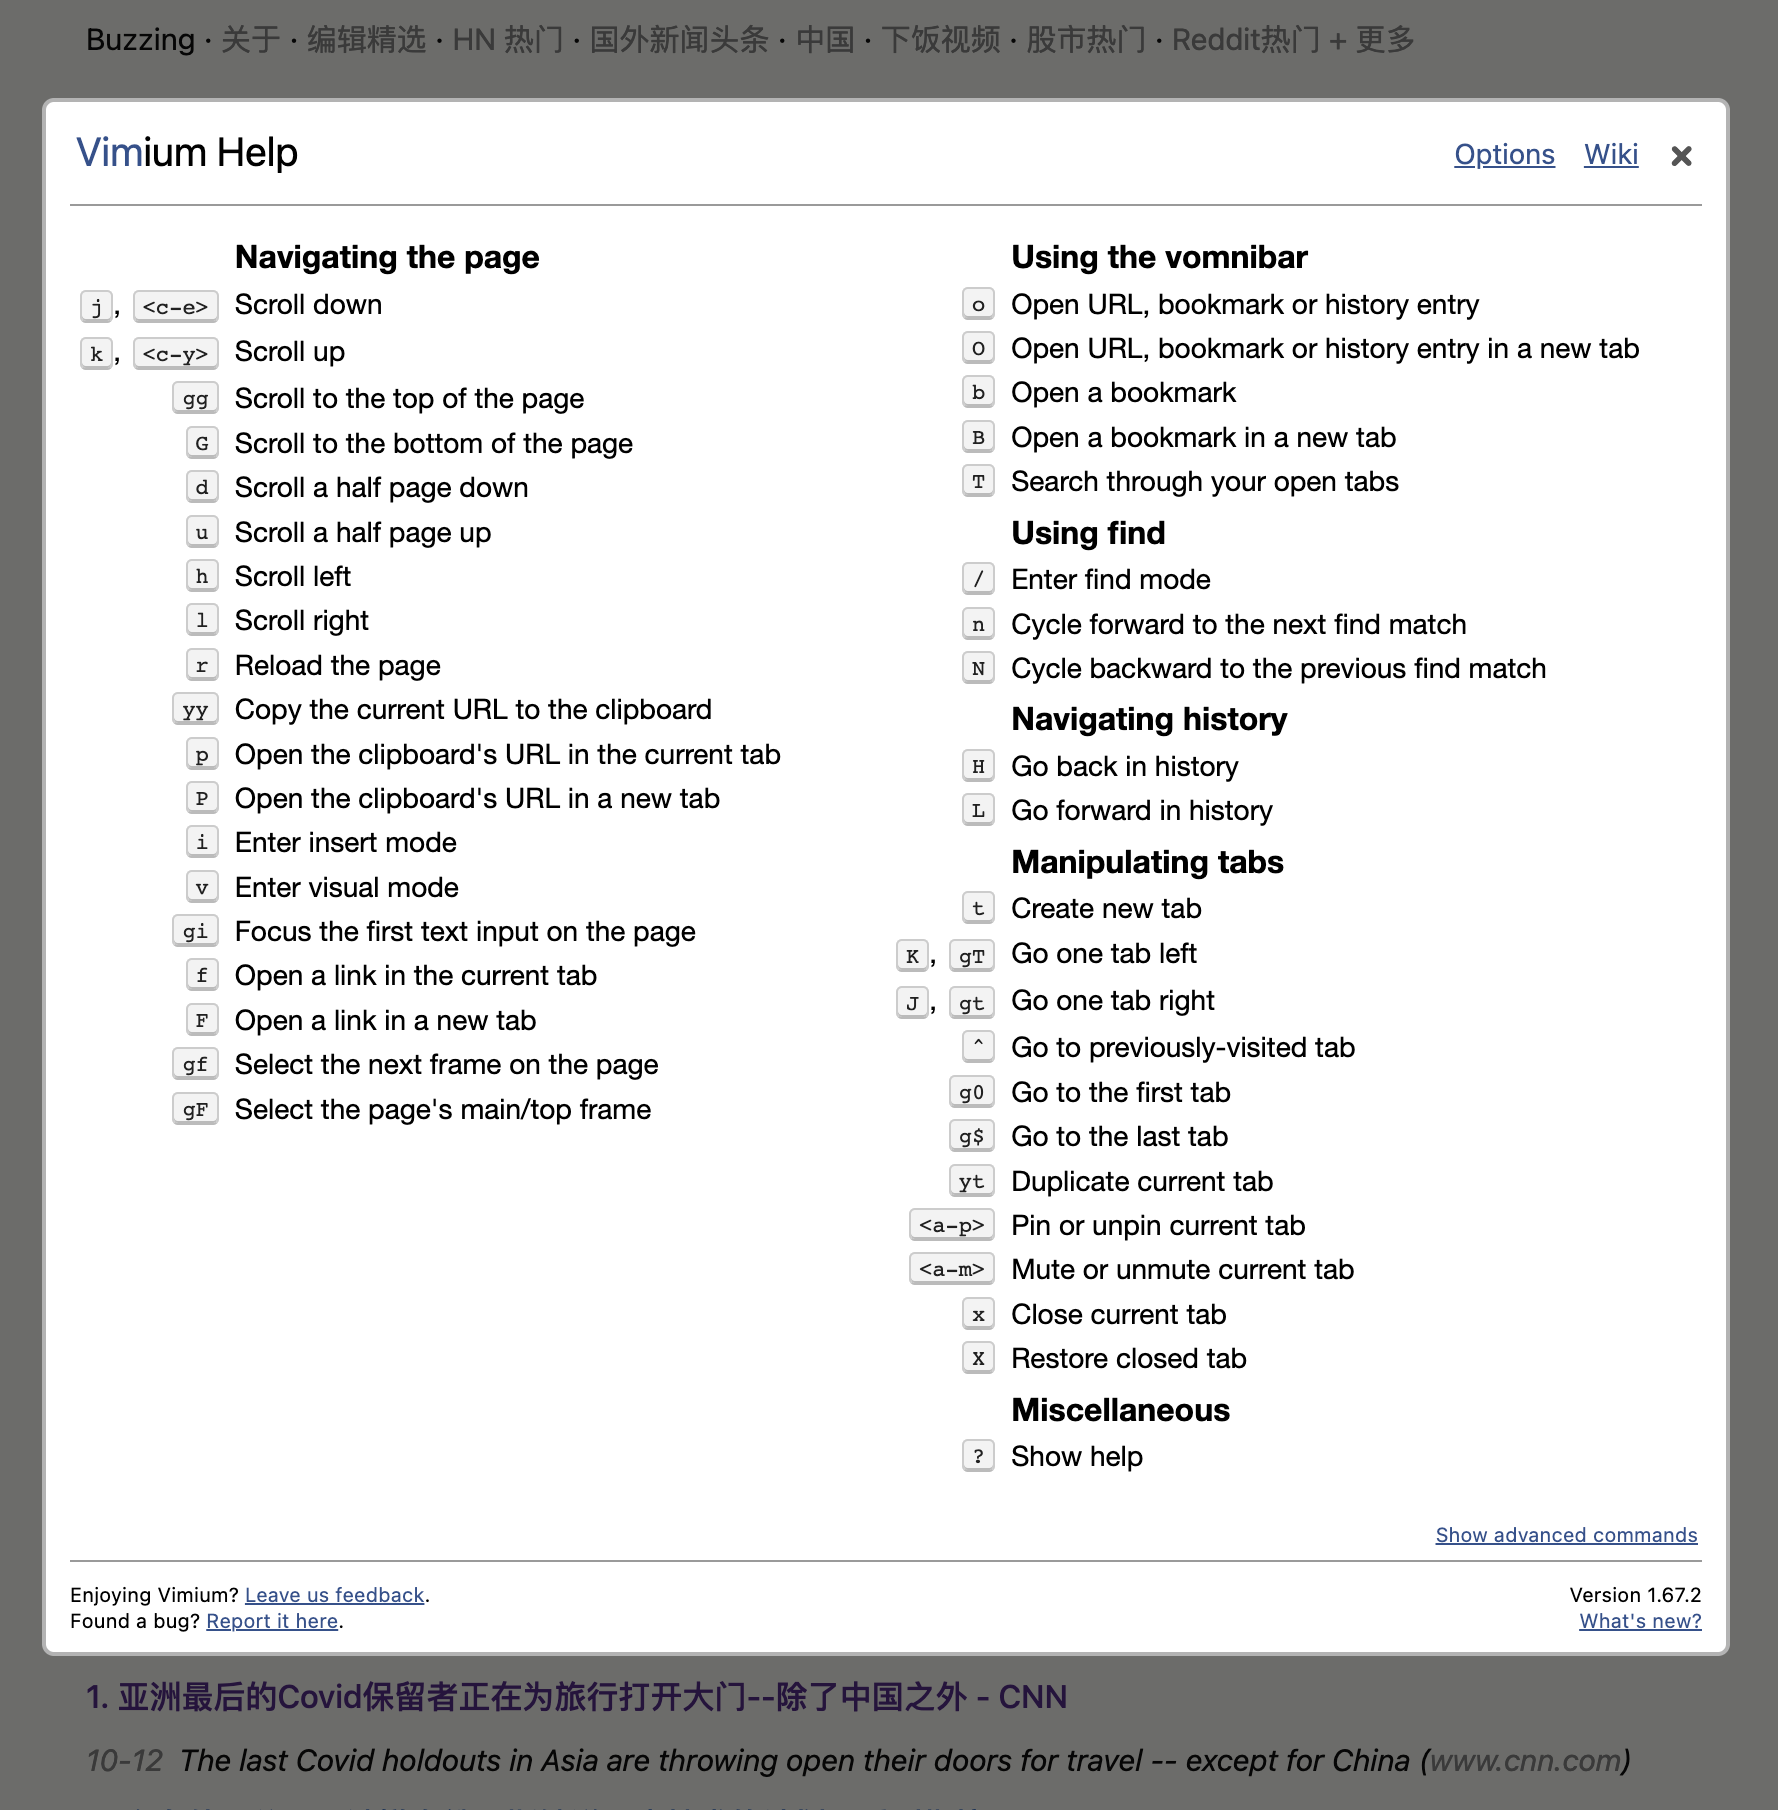 Buzzing · 关于 · 编辑精选 · HN 热门 · 国外新闻头条 · 中国 · 下饭视频 · 股市热门 · Reddit热门 + 更多
Vimium Help
Options Wiki ×
Navigating the page
j, <c-e> Scroll down
k, <c-y> Scroll up
gg Scroll to the top of the page
G Scroll to the bottom of the page
d Scroll a half page down
u Scroll a half page up
h Scroll left
l Scroll right
r Reload the page
yy Copy the current URL to the clipboard
p Open the clipboard's URL in the current tab
P Open the clipboard's URL in a new tab
i Enter insert mode
v Enter visual mode
gi Focus the first text input on the page
f Open a link in the current tab
F Open a link in a new tab
gf Select the next frame on the page
gF Select the page's main/top frame
Using the vomnibar
o Open URL, bookmark or history entry
O Open URL, bookmark or history entry in a new tab
b Open a bookmark
B Open a bookmark in a new tab
T Search through your open tabs
Using find
/ Enter find mode
n Cycle forward to the next find match
N Cycle backward to the previous find match
Navigating history
H Go back in history
L Go forward in history
Manipulating tabs
t Create new tab
K, gT Go one tab left
J, gt Go one tab right
^ Go to previously-visited tab
g0 Go to the first tab
g$ Go to the last tab
yt Duplicate current tab
<a-p> Pin or unpin current tab
<a-m> Mute or unmute current tab
x Close current tab
X Restore closed tab
Miscellaneous
? Show help
Show advanced commands
Enjoying Vimium? Leave us feedback.
Found a bug? Report it here.
Version 1.67.2
What's new?
1. 亚洲最后的Covid保留者正在为旅行打开大门--除了中国之外 - CNN
10-12 The last Covid holdouts in Asia are throwing open their doors for travel -- except for China (www.cnn.com)